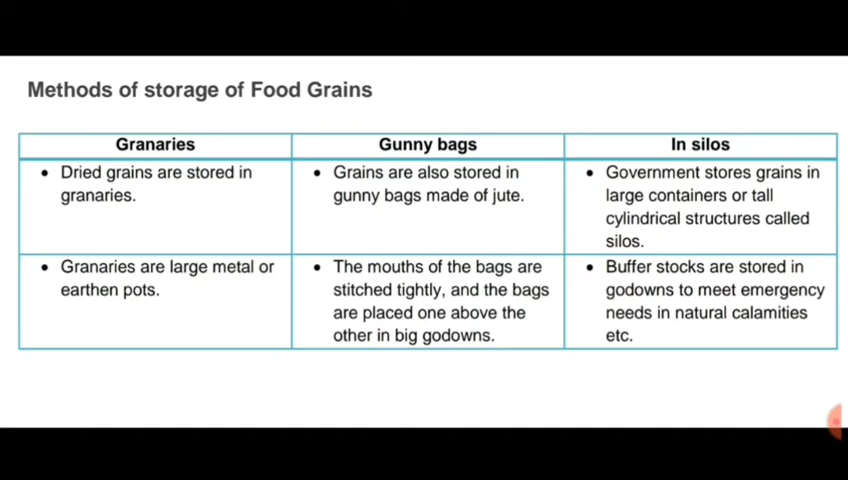 Methods of storage of Food Grains
Granaries
Gunny bags
In silos
• Dried grains are stored in
granaries.
• Grains are also stored in
gunny bags made of jute.
• Government stores grains in
large containers or tall
cylindrical structures called
silos.
• Granaries are large metal or
earthen pots.
• The mouths of the bags are
stitched tightly, and the bags
are placed one above the
other in big godowns.
• Buffer stocks are stored in
godowns to meet emergency
needs in natural calamities
etc.